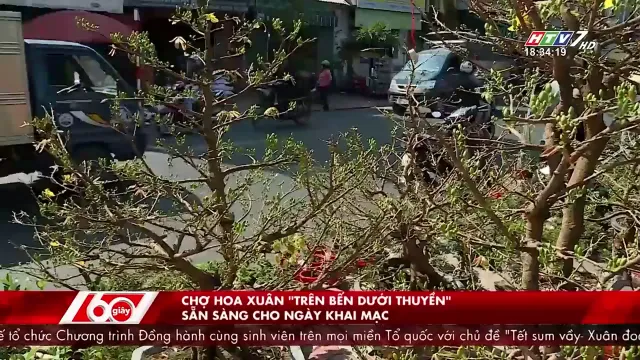 HTV7 HD
18:34:19
CHỢ HOA XUÂN "TRÊN BẾN DƯỚI THUYỀN"
60 giây
SẴN SÀNG CHO NGÀY KHAI MẠC
tổ chức Chương trình Đồng hành cùng sinh viên trên mọi miền Tổ quốc với chủ đề "Tết sum vầy- Xuân